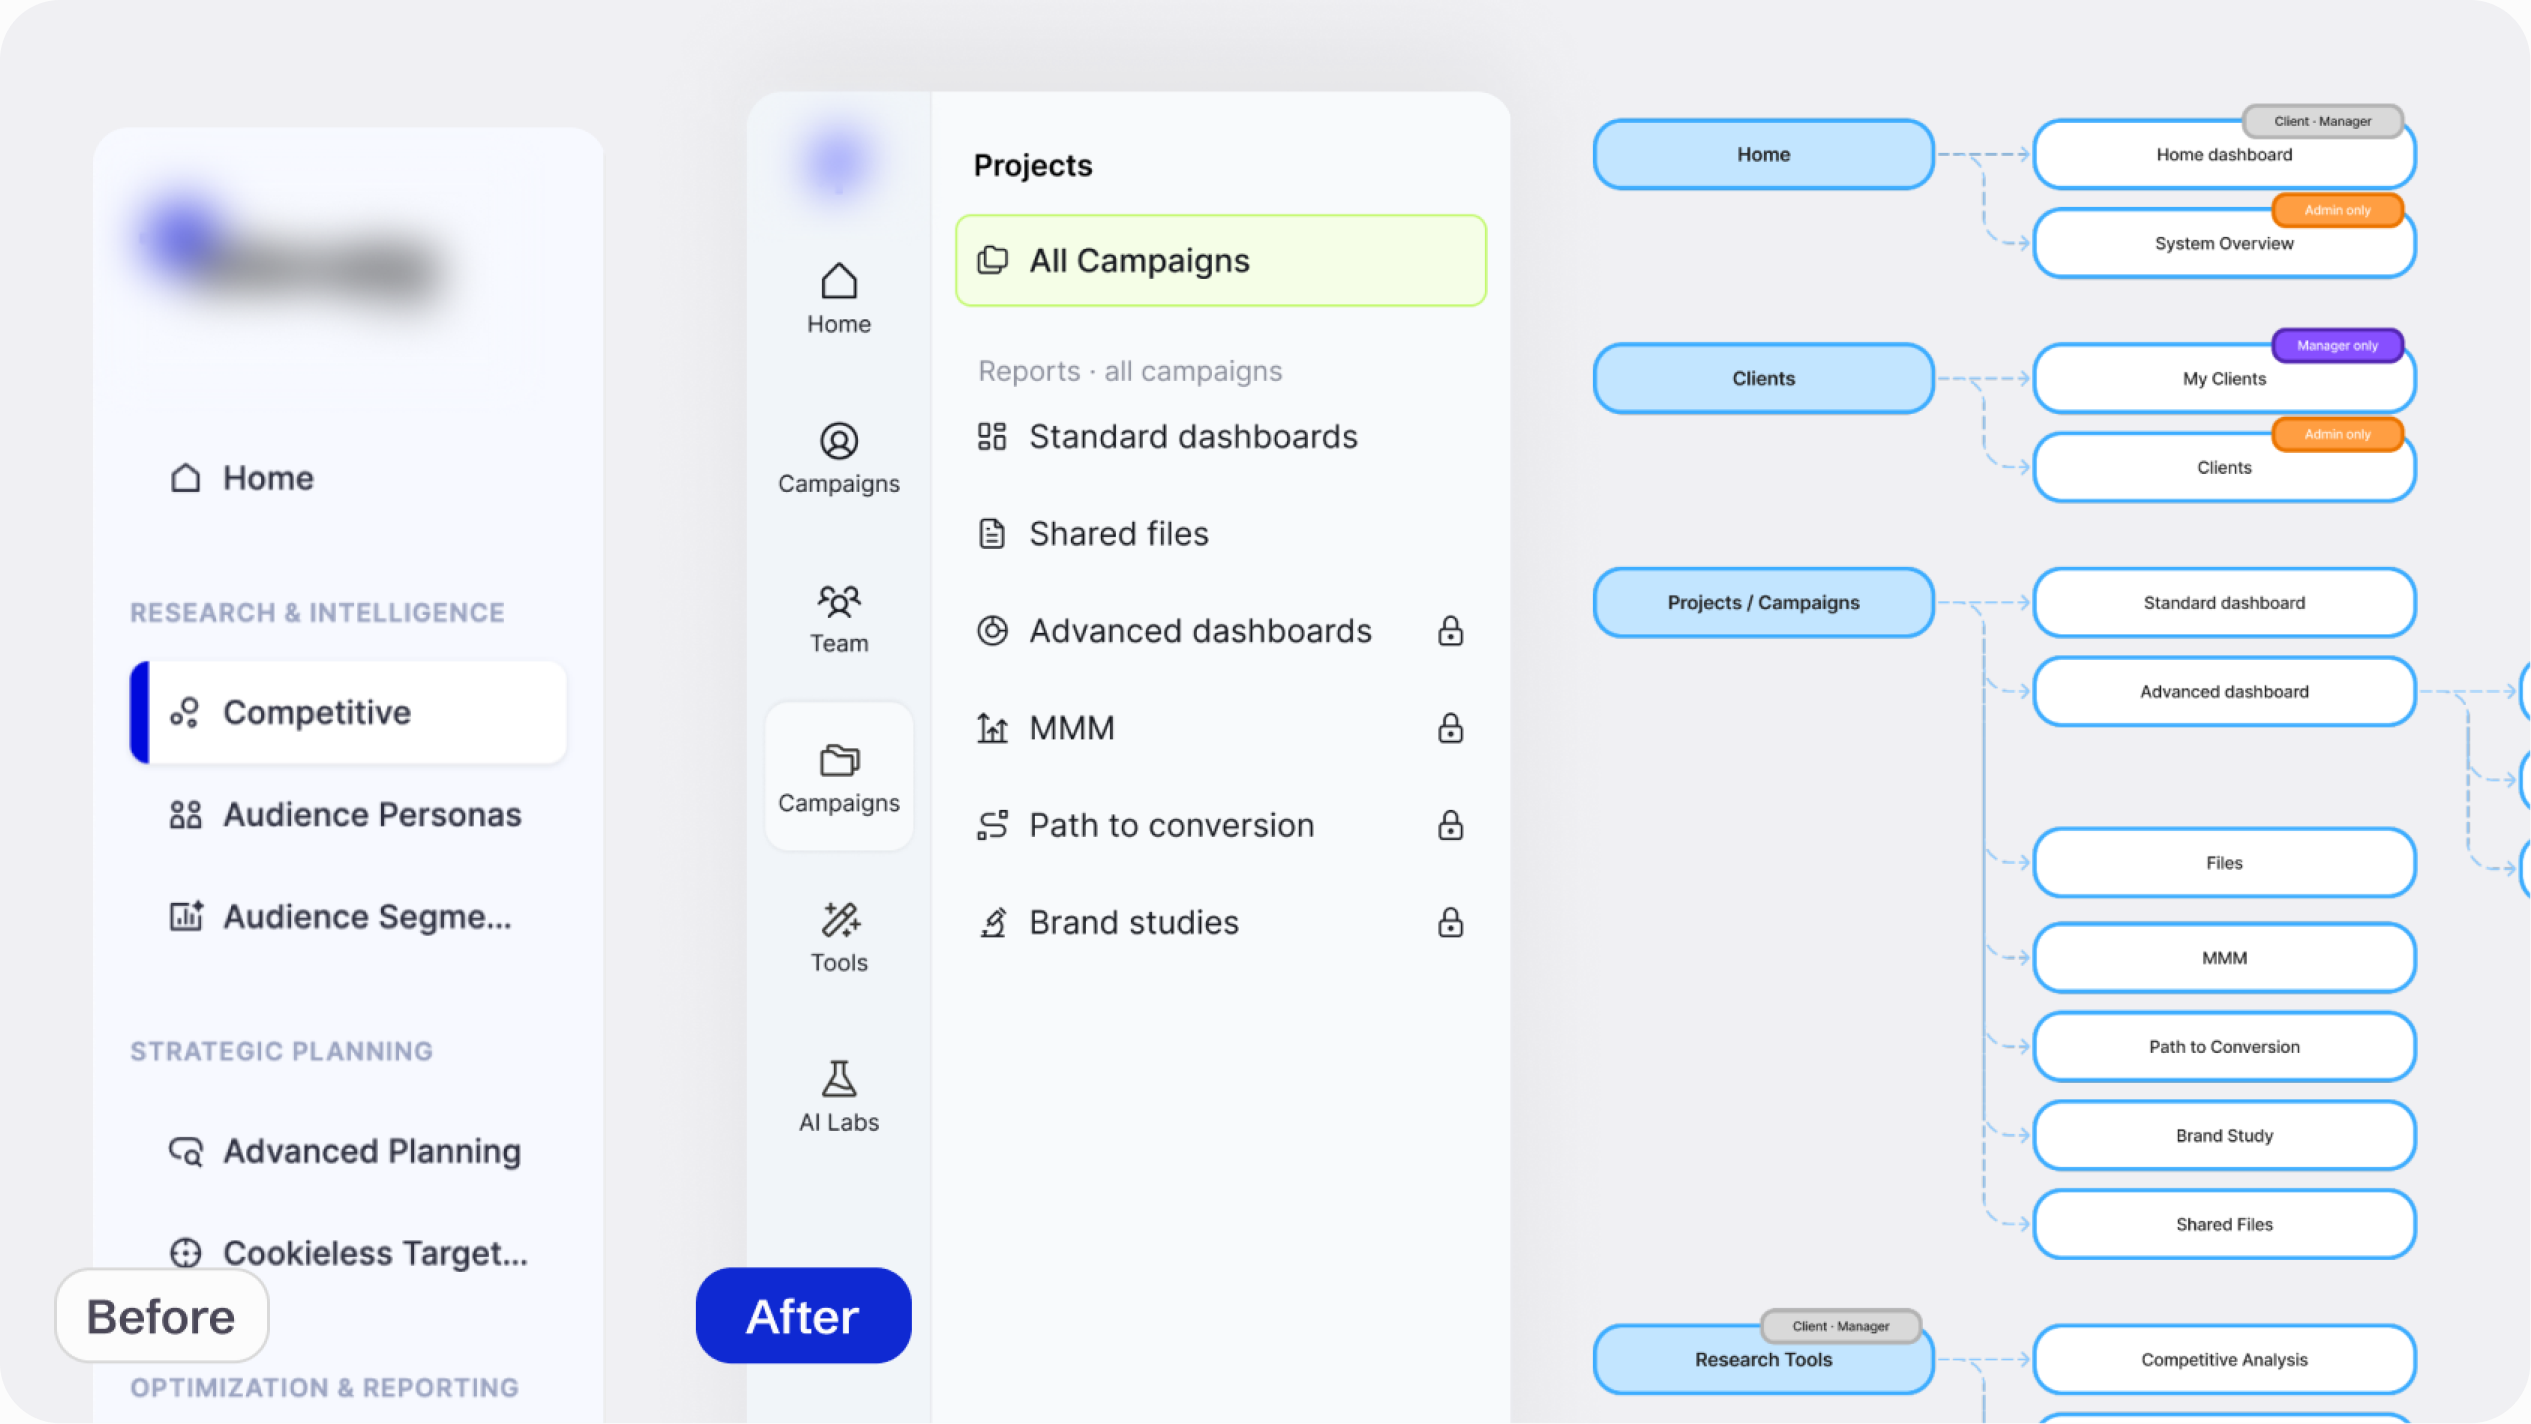 Home
RESEARCH & INTELLIGENCE
Competitive
Audience Personas
Audience Segme...
STRATEGIC PLANNING
Advanced Planning
Cookieless Target...
Before
OPTIMIZATION & REPORTING
Home
Campaigns
Team
Campaigns
Tools
AI Labs
After
Projects
All Campaigns
Reports · all campaigns
Standard dashboards
Shared files
Advanced dashboards
MMM
Path to conversion
Brand studies
Home
Client · Manager
Home dashboard
Admin only
System Overview
Clients
Manager only
My Clients
Admin only
Clients
Projects / Campaigns
Standard dashboard
Advanced dashboard
Files
MMM
Path to Conversion
Brand Study
Shared Files
Client · Manager
Research Tools
Competitive Analysis